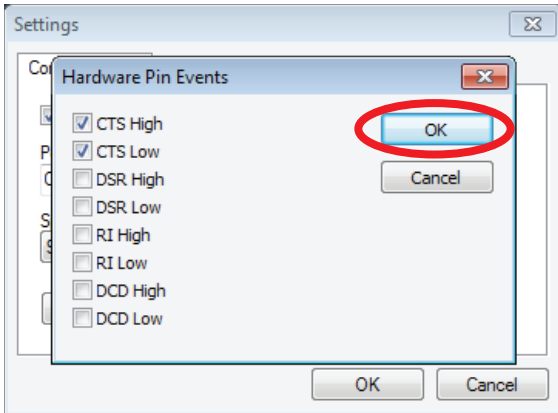 Settings
Hardware Pin Events
CTS High
OK
CTS Low
DSR High
Cancel
DSR Low
RI High
RI Low
DCD High
DCD Low
OK
Cancel